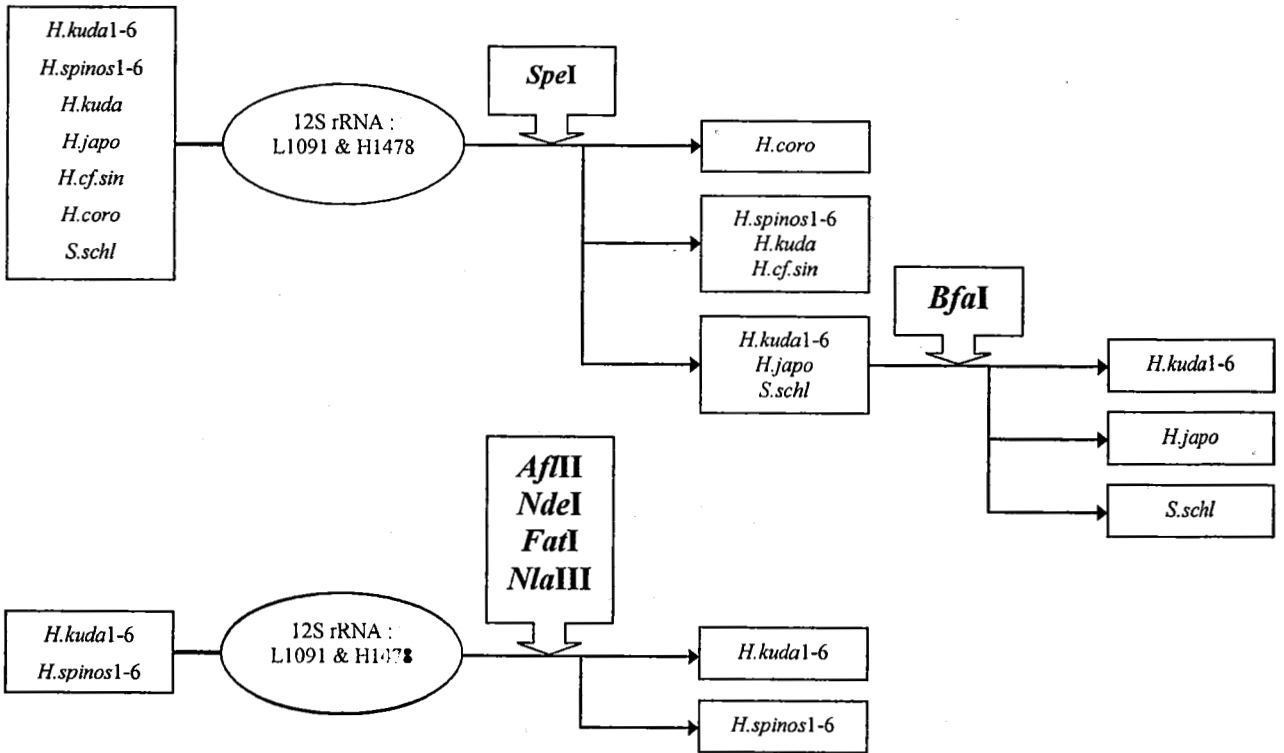 H.kuda1-6
H.spinos1-6
H.kuda
H.japo
H.cf.sin
H.coro
S.schl
12S rRNA :
L1091 & H1478
SpeI
H.coro
H.spinos1-6
H.kuda
H.cf.sin
H.kuda1-6
H.japo
S.schl
BfaI
H.kuda1-6
H.japo
S.schl
H.kuda1-6
H.spinos1-6
12S rRNA :
L1091 & H1478
AflII
NdeI
FatI
NlaIII
H.kuda1-6
H.spinos1-6